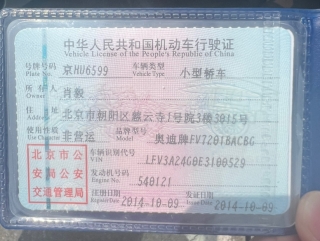 中华人民共和国机动车行驶证
Vehicle License of the People's Republic of China
号牌号码 京HU6599 车辆类型 小型轿车
Plate No. Vehicle Type
所有人 肖毅
Owner
住址 北京市朝阳区 云寺1号院3楼3015号
Address
使用性质 非营运 品牌型号 奥迪牌FV7201BACBG
Use Character Model
北京市公 车辆识别代号 LFV3A24G0E3100529
VIN
安局公安 发动机号码 540121
Engine No.
交通管理局 注册日期 2014-10-09 发证日期 2014-10-09
Register Date Issue Date